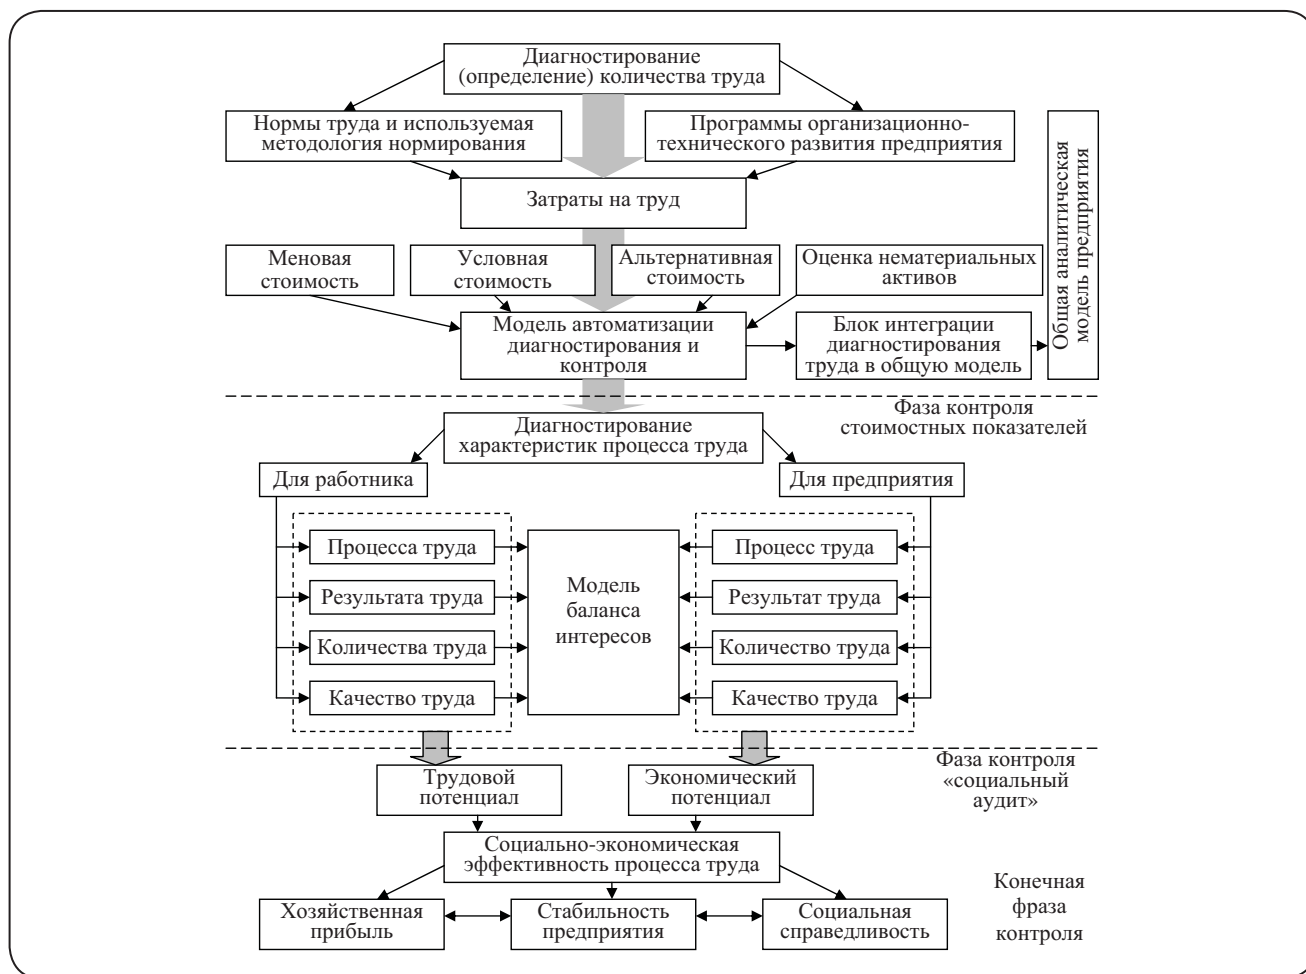 Диагностирование
(определение) количества труда
Нормы труда и используемая
методология нормирования
Программы организационно-
технического развития предприятия
Затраты на труд
Меновая
стоимость
Условная
стоимость
Альтернативная
стоимость
Оценка нематериальных
активов
Общая аналитическая
модель предприятия
Модель автоматизации
диагностирования и
контроля
Блок интеграции
диагностирования
труда в общую модель
Фаза контроля
стоимостных показателей
Диагностирование
характеристик процесса труда
Для работника
Для предприятия
Процесса труда
Результата труда
Количества труда
Качество труда
Модель
баланса
интересов
Процесс труда
Результат труда
Количество труда
Качество труда
Фаза контроля
«социальный
аудит»
Трудовой
потенциал
Экономический
потенциал
Социально-экономическая
эффективность процесса труда
Хозяйственная
прибыль
Стабильность
предприятия
Социальная
справедливость
Конечная
фраза
контроля